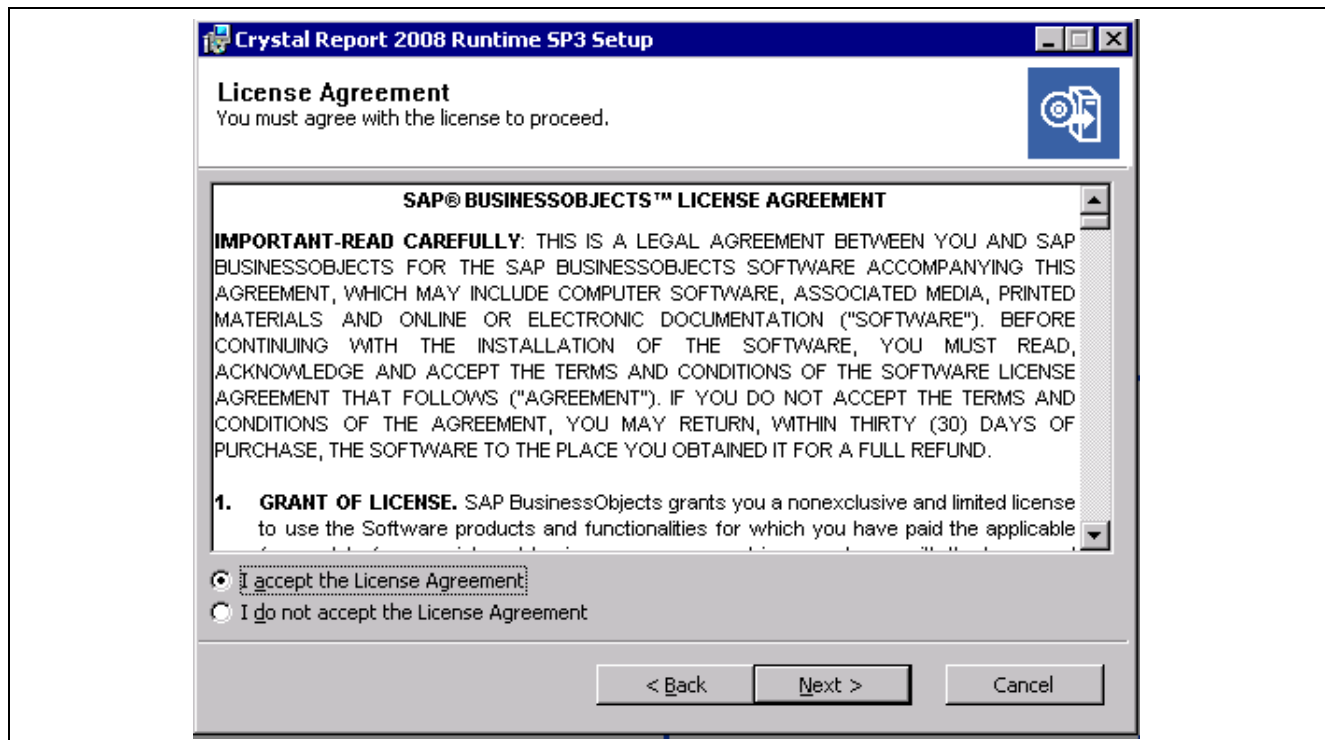 Crystal Report 2008 Runtime SP3 Setup
License Agreement
You must agree with the license to proceed.
SAP® BUSINESSOBJECTS™ LICENSE AGREEMENT
IMPORTANT-READ CAREFULLY: THIS IS A LEGAL AGREEMENT BETWEEN YOU AND SAP
BUSINESSOBJECTS FOR THE SAP BUSINESSOBJECTS SOFTWARE ACCOMPANYING THIS
AGREEMENT, WHICH MAY INCLUDE COMPUTER SOFTWARE, ASSOCIATED MEDIA, PRINTED
MATERIALS AND ONLINE OR ELECTRONIC DOCUMENTATION ("SOFTWARE"). BEFORE
CONTINUING WITH THE INSTALLATION OF THE SOFTWARE, YOU MUST READ,
ACKNOWLEDGE AND ACCEPT THE TERMS AND CONDITIONS OF THE SOFTWARE LICENSE
AGREEMENT THAT FOLLOWS ("AGREEMENT"). IF YOU DO NOT ACCEPT THE TERMS AND
CONDITIONS OF THE AGREEMENT, YOU MAY RETURN, WITHIN THIRTY (30) DAYS OF
PURCHASE, THE SOFTWARE TO THE PLACE YOU OBTAINED IT FOR A FULL REFUND.
1. GRANT OF LICENSE. SAP BusinessObjects grants you a nonexclusive and limited license
to use the Software products and functionalities for which you have paid the applicable
I accept the License Agreement
I do not accept the License Agreement
< Back Next > Cancel